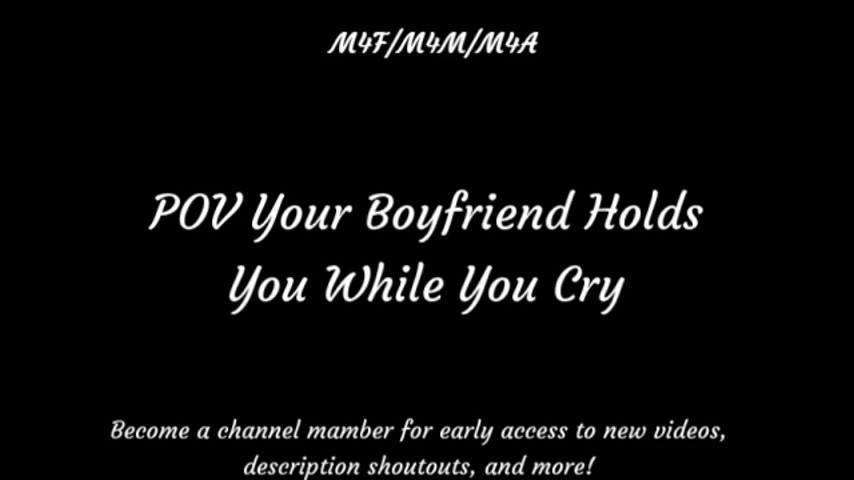 M4F/M4M/M4A
POV Your Boyfriend Holds
You While You Cry
Become a channel mamber for early access to new videos,
description shoutouts, and more!